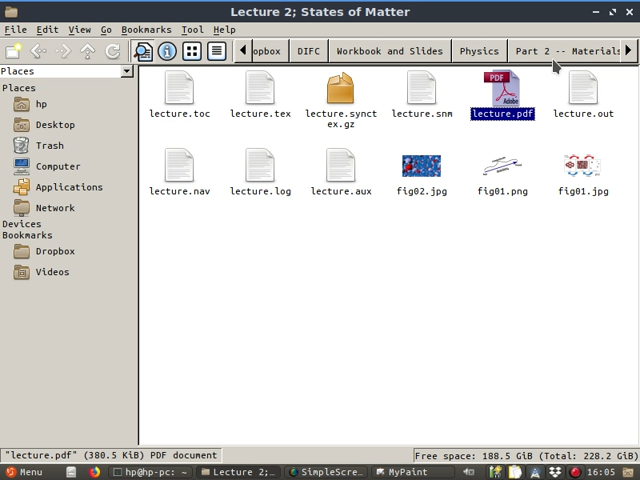 Lecture 2; States of Matter
File Edit View Go Bookmarks Tool Help
opbox DIFC Workbook and Slides Physics Part 2 -- Materials
Places
Places
hp
Desktop
Trash
Computer
Applications
Network
Devices
Bookmarks
Dropbox
Videos
lecture.toc lecture.tex lecture.synct lecture.snm lecture.pdf lecture.out
ex.gz
PDF
Adobe
lecture.nav lecture.log lecture.aux fig02.jpg fig01.png fig01.jpg
"lecture.pdf" (380.5 KiB) PDF document Free space: 188.5 GiB (Total: 228.2 GiB)
Menu hp@hp-pc: ~ Lecture 2;... SimpleScre... MyPaint 16:05